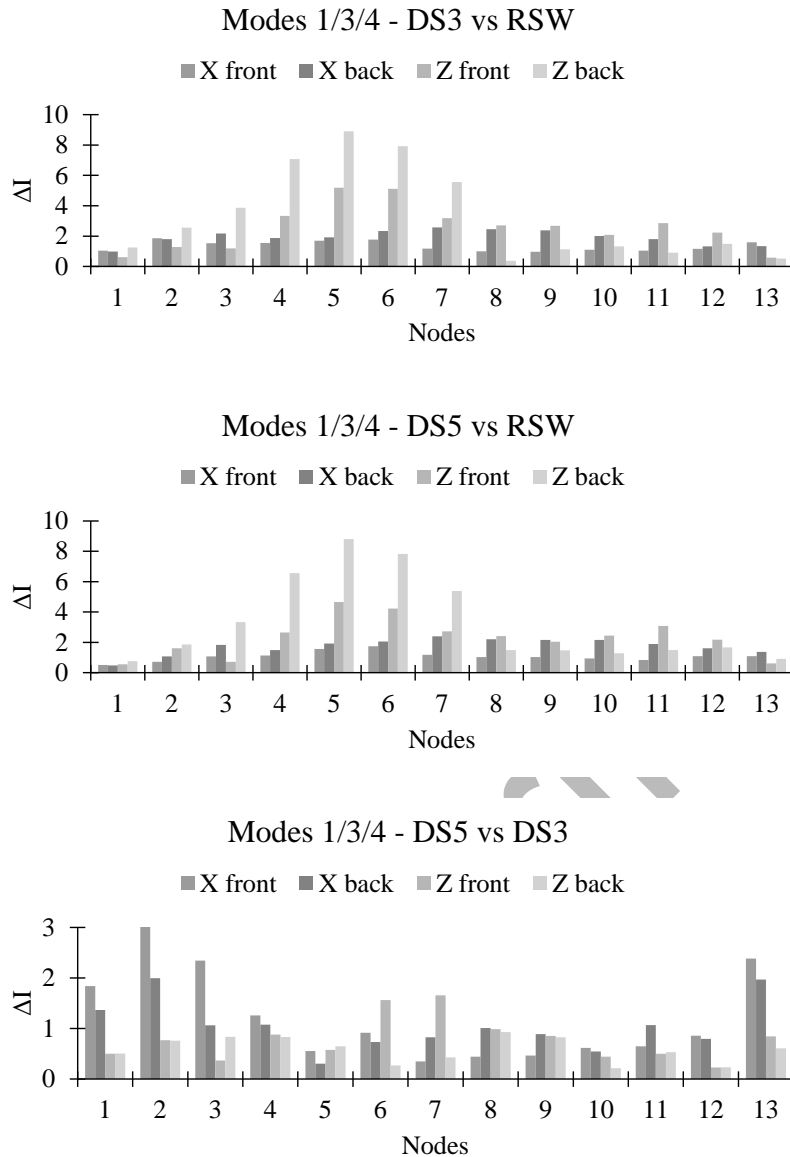 Modes 1/3/4 - DS3 vs RSW
X front X back Z front Z back
10
8
6
4
2
0
ΔI
1 2 3 4 5 6 7 8 9 10 11 12 13
Nodes
Modes 1/3/4 - DS5 vs RSW
X front X back Z front Z back
10
8
6
4
2
0
ΔI
1 2 3 4 5 6 7 8 9 10 11 12 13
Nodes
Modes 1/3/4 - DS5 vs DS3
X front X back Z front Z back
3
2
1
0
ΔI
1 2 3 4 5 6 7 8 9 10 11 12 13
Nodes